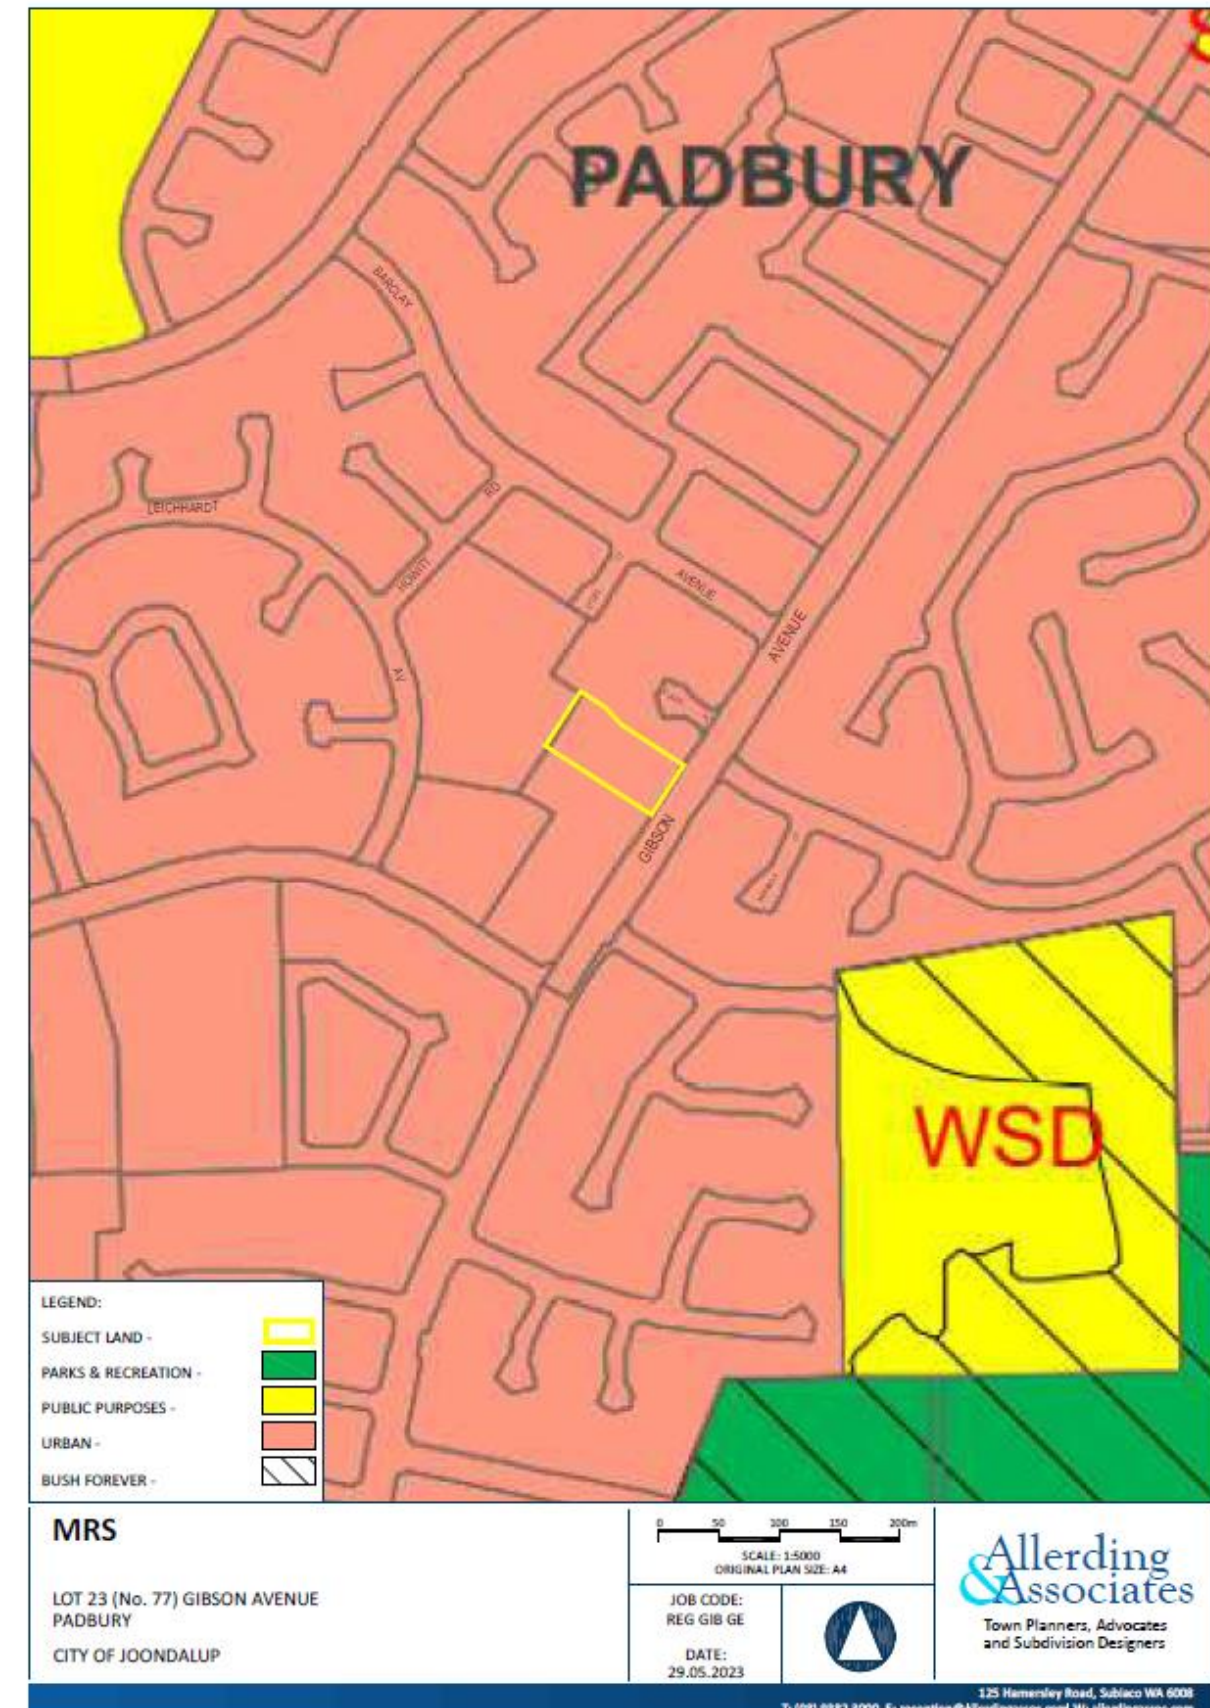 S
PADBURY
BARCLAY
RD
LEICHHARDT
HOWITT
AVENUE
AVENUE
AV
GIBSON
WSD
LEGEND:
SUBJECT LAND -
PARKS & RECREATION -
PUBLIC PURPOSES -
URBAN -
BUSH FOREVER -
MRS
LOT 23 (No. 77) GIBSON AVENUE
PADBURY
CITY OF JOONDALUP
0 50 100 150 200m
SCALE: 1:5000
ORIGINAL PLAN SIZE: A4
JOB CODE:
REG GIB GE
DATE:
29.05.2023
Allerding
& Associates
Town Planners, Advocates
and Subdivision Designers
125 Hamersley Road, Subiaco WA 6008